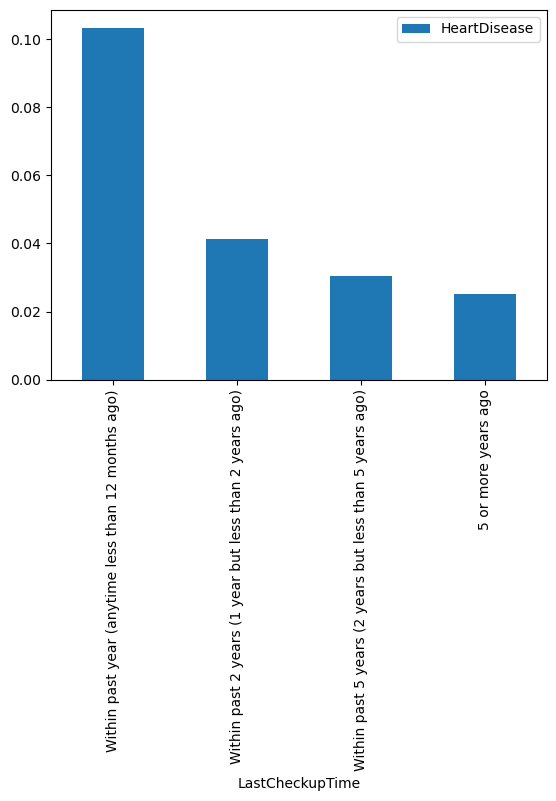 0.10
0.08
0.06
0.04
0.02
0.00
HeartDisease
Within past year (anytime less than 12 months ago)
Within past 2 years (1 year but less than 2 years ago)
Within past 5 years (2 years but less than 5 years ago)
5 or more years ago
LastCheckupTime